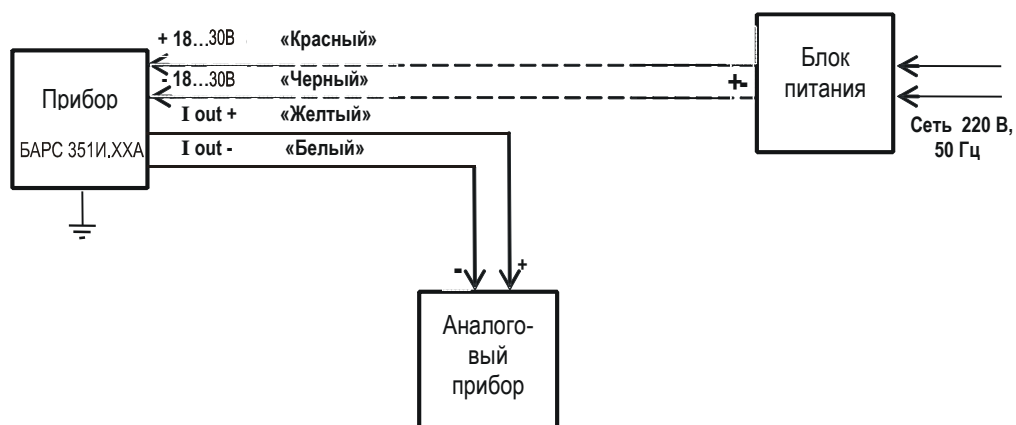 + 18...30В «Красный»
- 18...30В «Черный»
I out + «Желтый»
I out - «Белый»
Прибор
БАРС 351И.ХХА
Блок
питания
+-
Сеть 220 В,
50 Гц
- +
Аналого-
вый
прибор